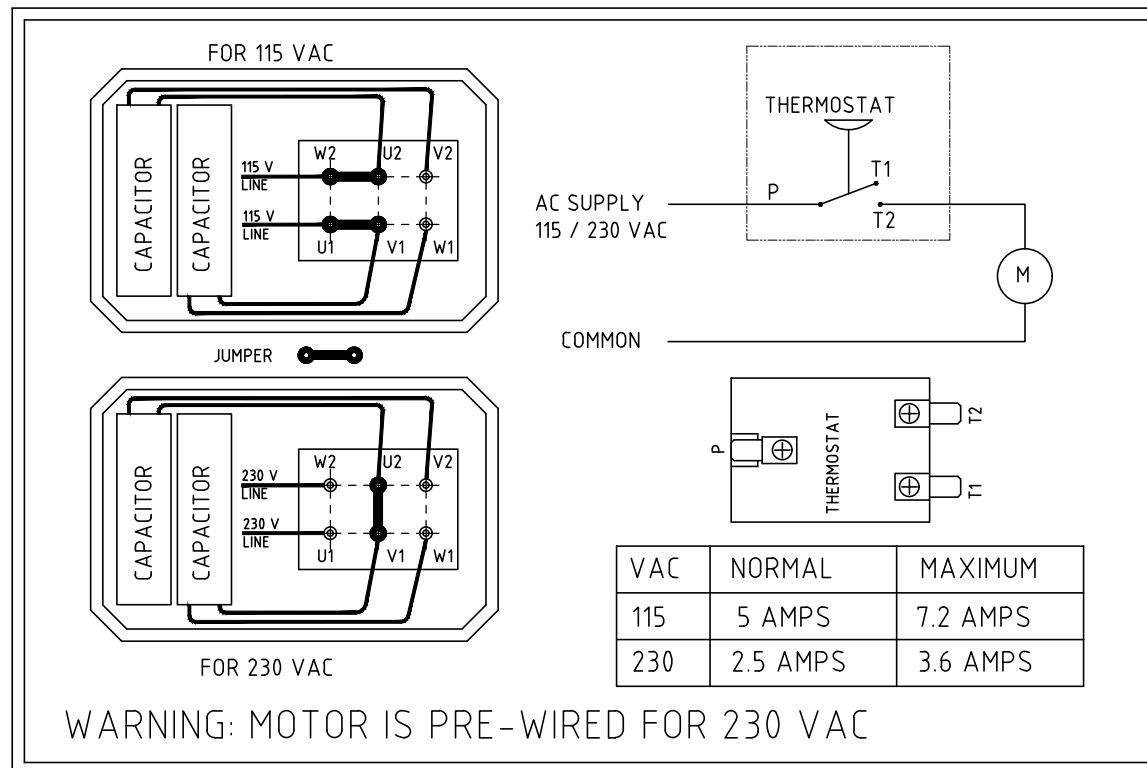 FOR 115 VAC
CAPACITOR
CAPACITOR
W2 U2 V2
115 V
LINE
115 V
LINE
U1 V1 W1
JUMPER
CAPACITOR
CAPACITOR
W2 U2 V2
230 V
LINE
230 V
LINE
U1 V1 W1
FOR 230 VAC
THERMOSTAT
P
T1
T2
AC SUPPLY
115 / 230 VAC
M
COMMON
P
THERMOSTAT
T2
T1
VAC NORMAL MAXIMUM
115 5 AMPS 7.2 AMPS
230 2.5 AMPS 3.6 AMPS
WARNING: MOTOR IS PRE-WIRED FOR 230 VAC